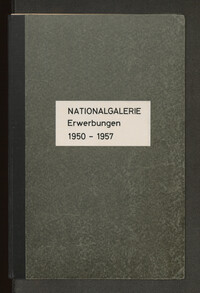 NATIONALGALERIE
Erwerbungen
1950 - 1957